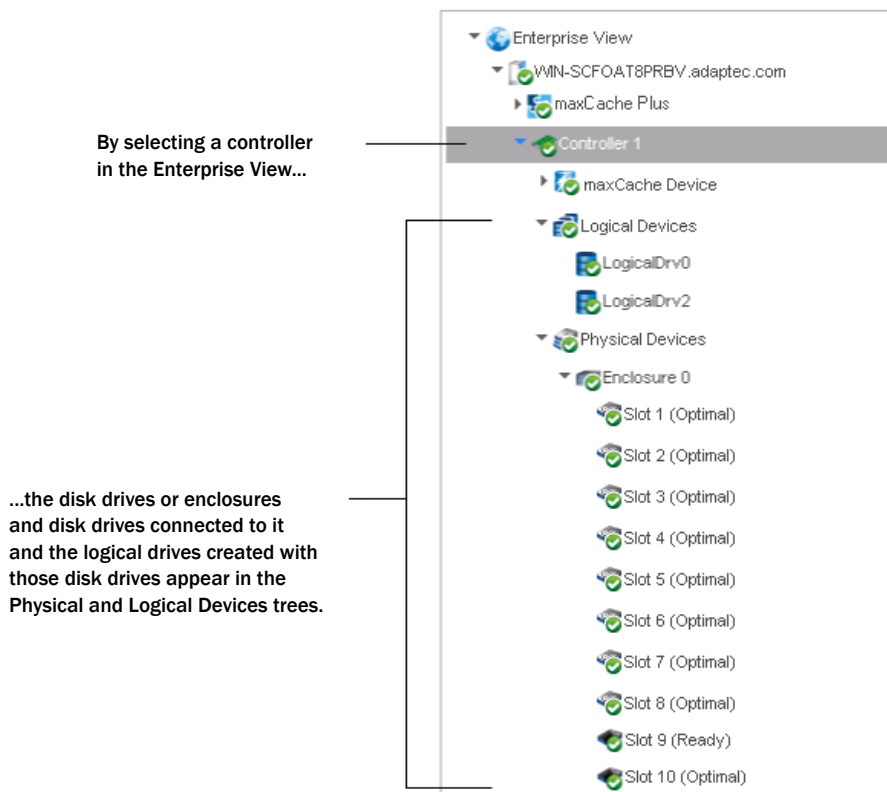 Enterprise View
WIN-SCFOAT8PRBV.adaptec.com
maxCache Plus
By selecting a controller
in the Enterprise View...
Controller 1
maxCache Device
Logical Devices
LogicalDrv0
LogicalDrv2
Physical Devices
Enclosure 0
Slot 1 (Optimal)
Slot 2 (Optimal)
Slot 3 (Optimal)
...the disk drives or enclosures
and disk drives connected to it
and the logical drives created with
those disk drives appear in the
Physical and Logical Devices trees.
Slot 4 (Optimal)
Slot 5 (Optimal)
Slot 6 (Optimal)
Slot 7 (Optimal)
Slot 8 (Optimal)
Slot 9 (Ready)
Slot 10 (Optimal)